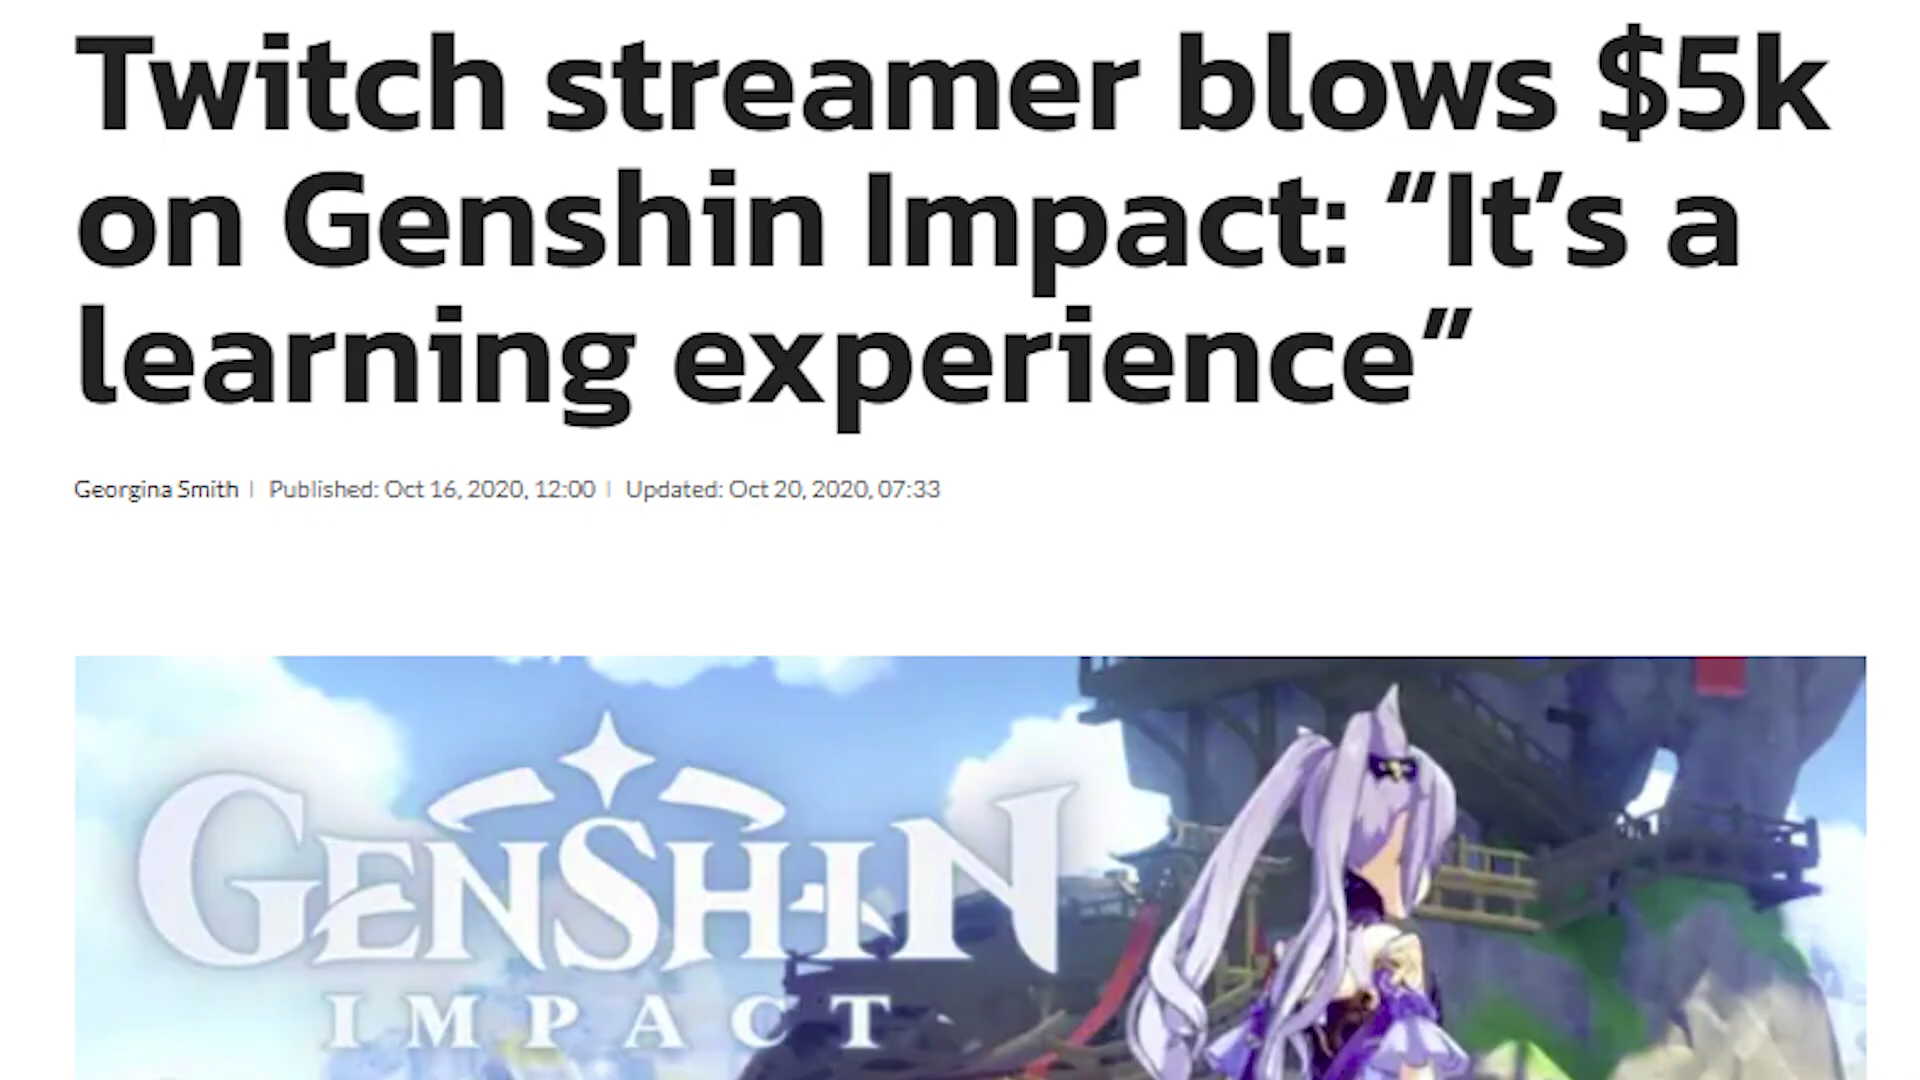 Twitch streamer blows $5k
on Genshin Impact: “It’s a
learning experience”
Georgina Smith | Published: Oct 16, 2020, 12:00 | Updated: Oct 20, 2020, 07:33
GENSHIN
IMPACT